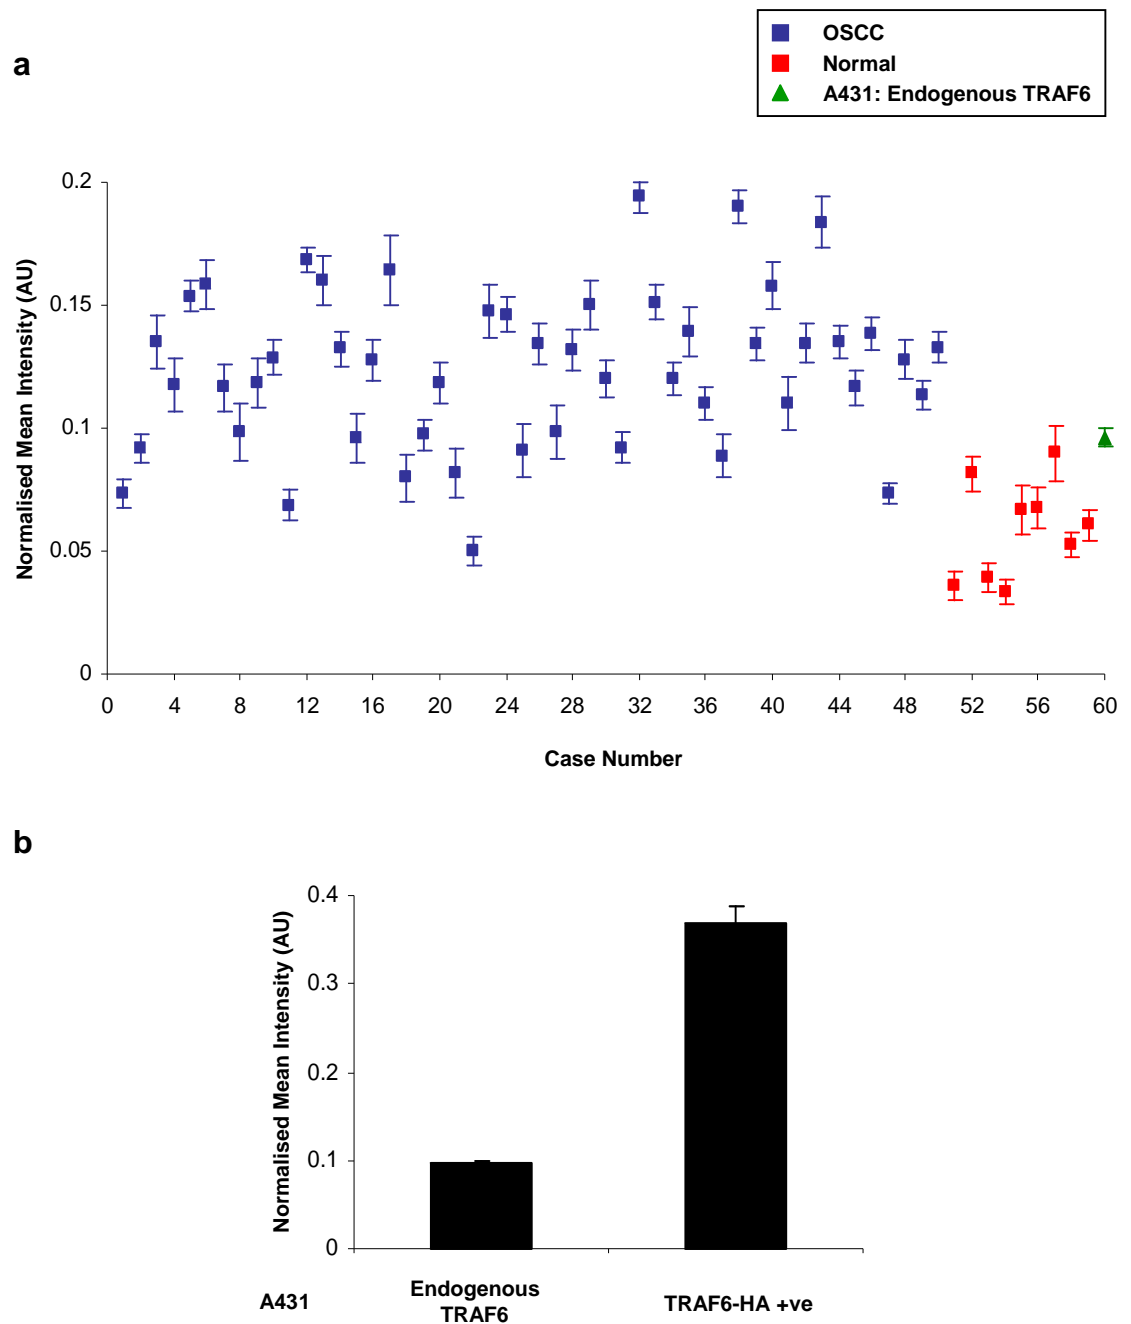 a
OSCC
Normal
A431: Endogenous TRAF6
Normalised Mean Intensity (AU)
0.2
0.15
0.1
0.05
0
0 4 8 12 16 20 24 28 32 36 40 44 48 52 56 60
Case Number
b
Normalised Mean Intensity (AU)
0.4
0.3
0.2
0.1
0
A431
Endogenous
TRAF6
TRAF6-HA +ve